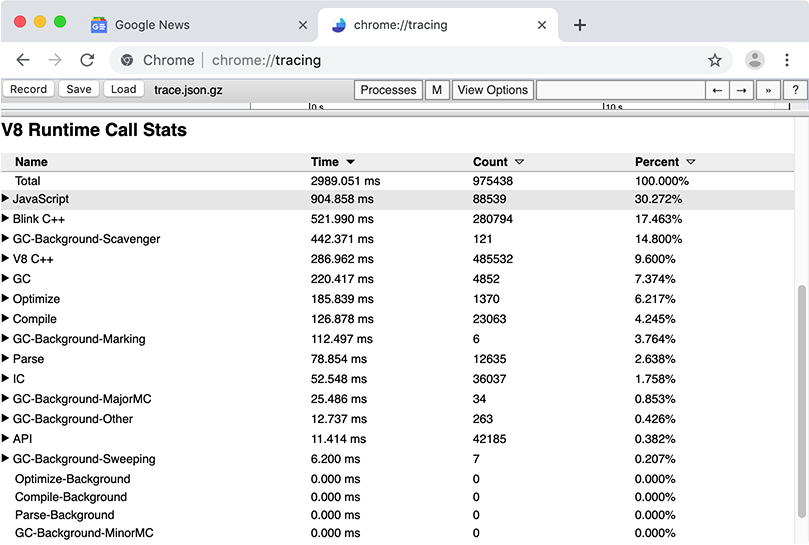 Google News
chrome://tracing
Chrome | chrome://tracing
Record Save Load trace.json.gz Processes M View Options ← → » ?
0 s 10 s
V8 Runtime Call Stats
Name Time Count Percent
Total 2989.051 ms 975438 100.000%
JavaScript 904.858 ms 88539 30.272%
Blink C++ 521.990 ms 280794 17.463%
GC-Background-Scavenger 442.371 ms 121 14.800%
V8 C++ 286.962 ms 485532 9.600%
GC 220.417 ms 4852 7.374%
Optimize 185.839 ms 1370 6.217%
Compile 126.878 ms 23063 4.245%
GC-Background-Marking 112.497 ms 6 3.764%
Parse 78.854 ms 12635 2.638%
IC 52.548 ms 36037 1.758%
GC-Background-MajorMC 25.486 ms 34 0.853%
GC-Background-Other 12.737 ms 263 0.426%
API 11.414 ms 42185 0.382%
GC-Background-Sweeping 6.200 ms 7 0.207%
Optimize-Background 0.000 ms 0 0.000%
Compile-Background 0.000 ms 0 0.000%
Parse-Background 0.000 ms 0 0.000%
GC-Background-MinorMC 0.000 ms 0 0.000%